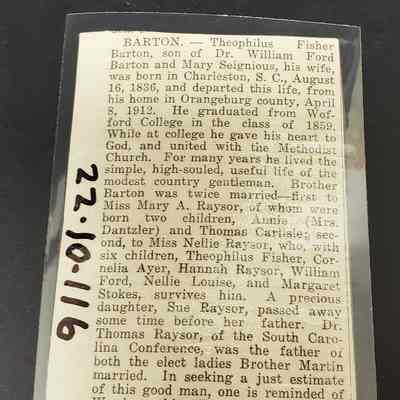 BARTON. — Theophilus Fisher
Barton, son of Dr. William Ford
Barton and Mary Seignious, his wife,
was born in Charleston, S. C., August
16, 1836, and departed this life, from
his home in Orangeburg county, April
8, 1912. He graduated from Wof-
ford College in the class of 1859.
While at college he gave his heart to
God, and united with the Methodist
Church. For many years he lived the
simple, high-souled, useful life of the
modest country gentleman. Brother
Barton was twice married—first to
Miss Mary A. Raysor, of whom were
born two children, Annie (Mrs.
Dantzler) and Thomas Carlisle; sec-
ond, to Miss Nellie Raysor, who, with
six children, Theophilus Fisher, Cor-
nelia Ayer, Hannah Raysor, William
Ford, Nellie Louise, and Margaret
Stokes, survives him. A precious
daughter, Sue Raysor, passed away
some time before her father. Dr.
Thomas Raysor, of the South Caro-
lina Conference, was the father of
both the elect ladies Brother Martin
married. In seeking a just estimate
of this good man, one is reminded of
22-10-116